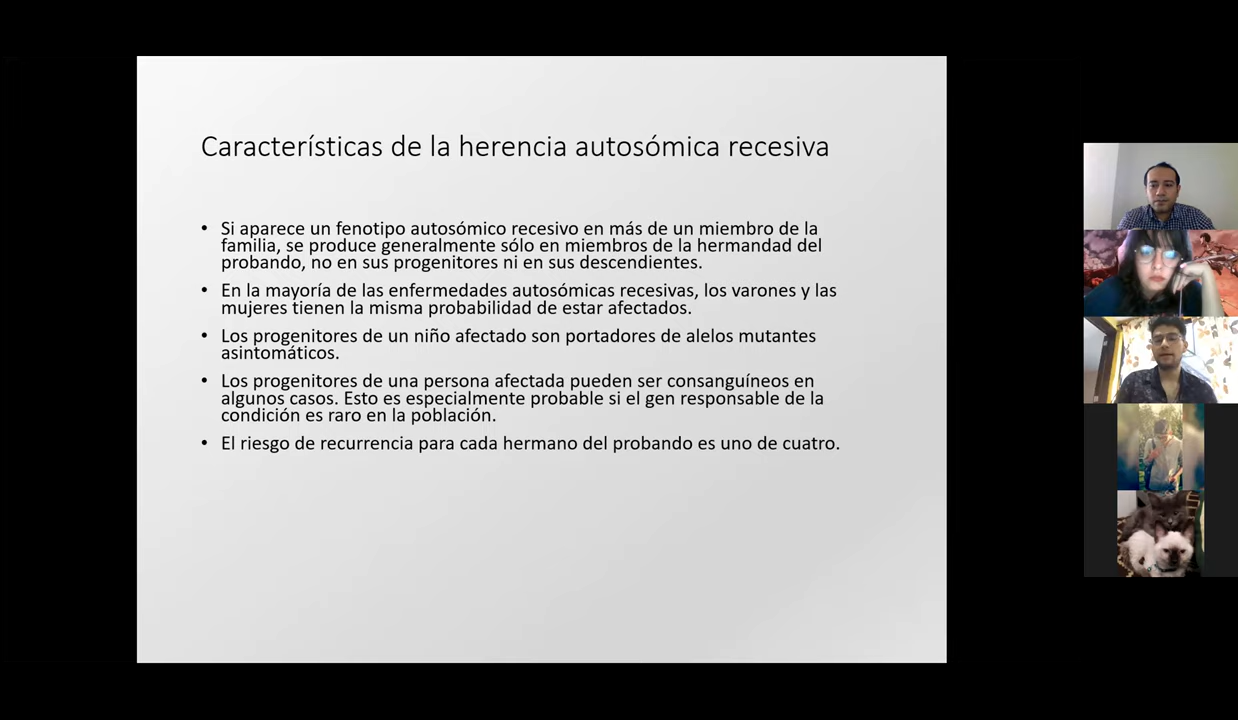 Características de la herencia autosómica recesiva
• Si aparece un fenotipo autosómico recesivo en más de un miembro de la
familia, se produce generalmente sólo en miembros de la hermandad del
probando, no en sus progenitores ni en sus descendientes.
• En la mayoría de las enfermedades autosómicas recesivas, los varones y las
mujeres tienen la misma probabilidad de estar afectados.
• Los progenitores de un niño afectado son portadores de alelos mutantes
asintomáticos.
• Los progenitores de una persona afectada pueden ser consanguíneos en
algunos casos. Esto es especialmente probable si el gen responsable de la
condición es raro en la población.
• El riesgo de recurrencia para cada hermano del probando es uno de cuatro.